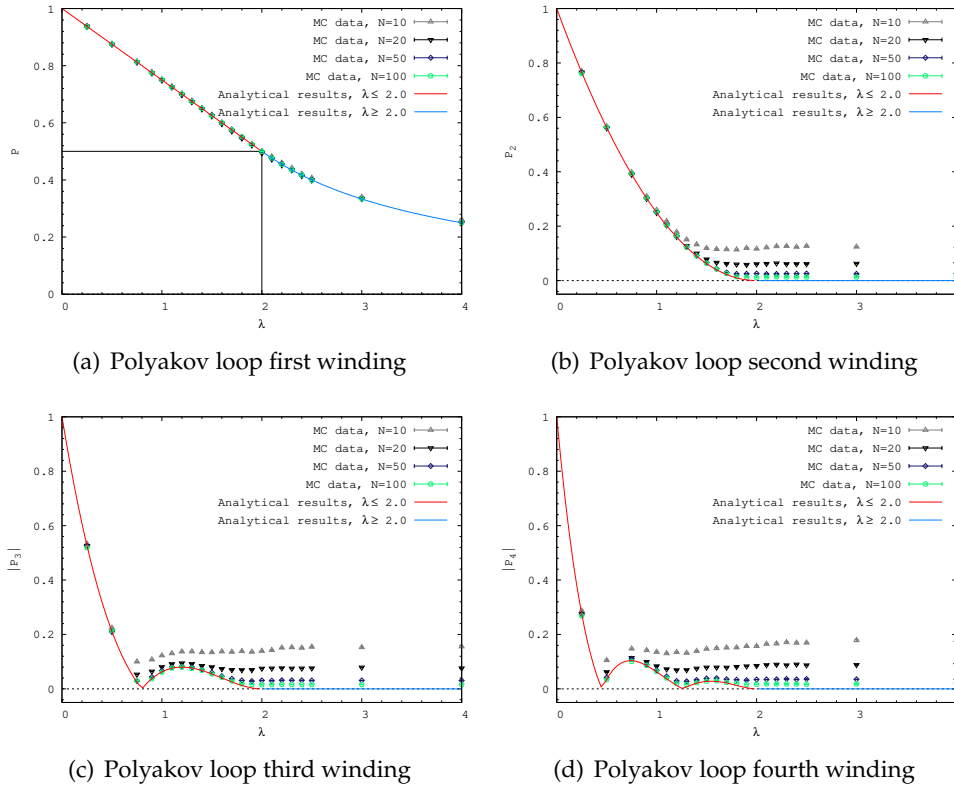 1
0.8
0.6
0.4
0.2
0
P
0
1
2
3
4
λ
MC data, N=10
MC data, N=20
MC data, N=50
MC data, N=100
Analytical results, λ≤ 2.0
Analytical results, λ≥ 2.0
(a) Polyakov loop first winding
1
0.8
0.6
0.4
0.2
0
P₂
0
1
2
3
λ
MC data, N=10
MC data, N=20
MC data, N=50
MC data, N=100
Analytical results, λ≤ 2.0
Analytical results, λ≥ 2.0
(b) Polyakov loop second winding
1
0.8
0.6
0.4
0.2
0
|P₃|
0
1
2
3
4
λ
MC data, N=10
MC data, N=20
MC data, N=50
MC data, N=100
Analytical results, λ≤ 2.0
Analytical results, λ≥ 2.0
(c) Polyakov loop third winding
1
0.8
0.6
0.4
0.2
0
|P₄|
0
1
2
3
λ
MC data, N=10
MC data, N=20
MC data, N=50
MC data, N=100
Analytical results, λ≤ 2.0
Analytical results, λ≥ 2.0
(d) Polyakov loop fourth winding